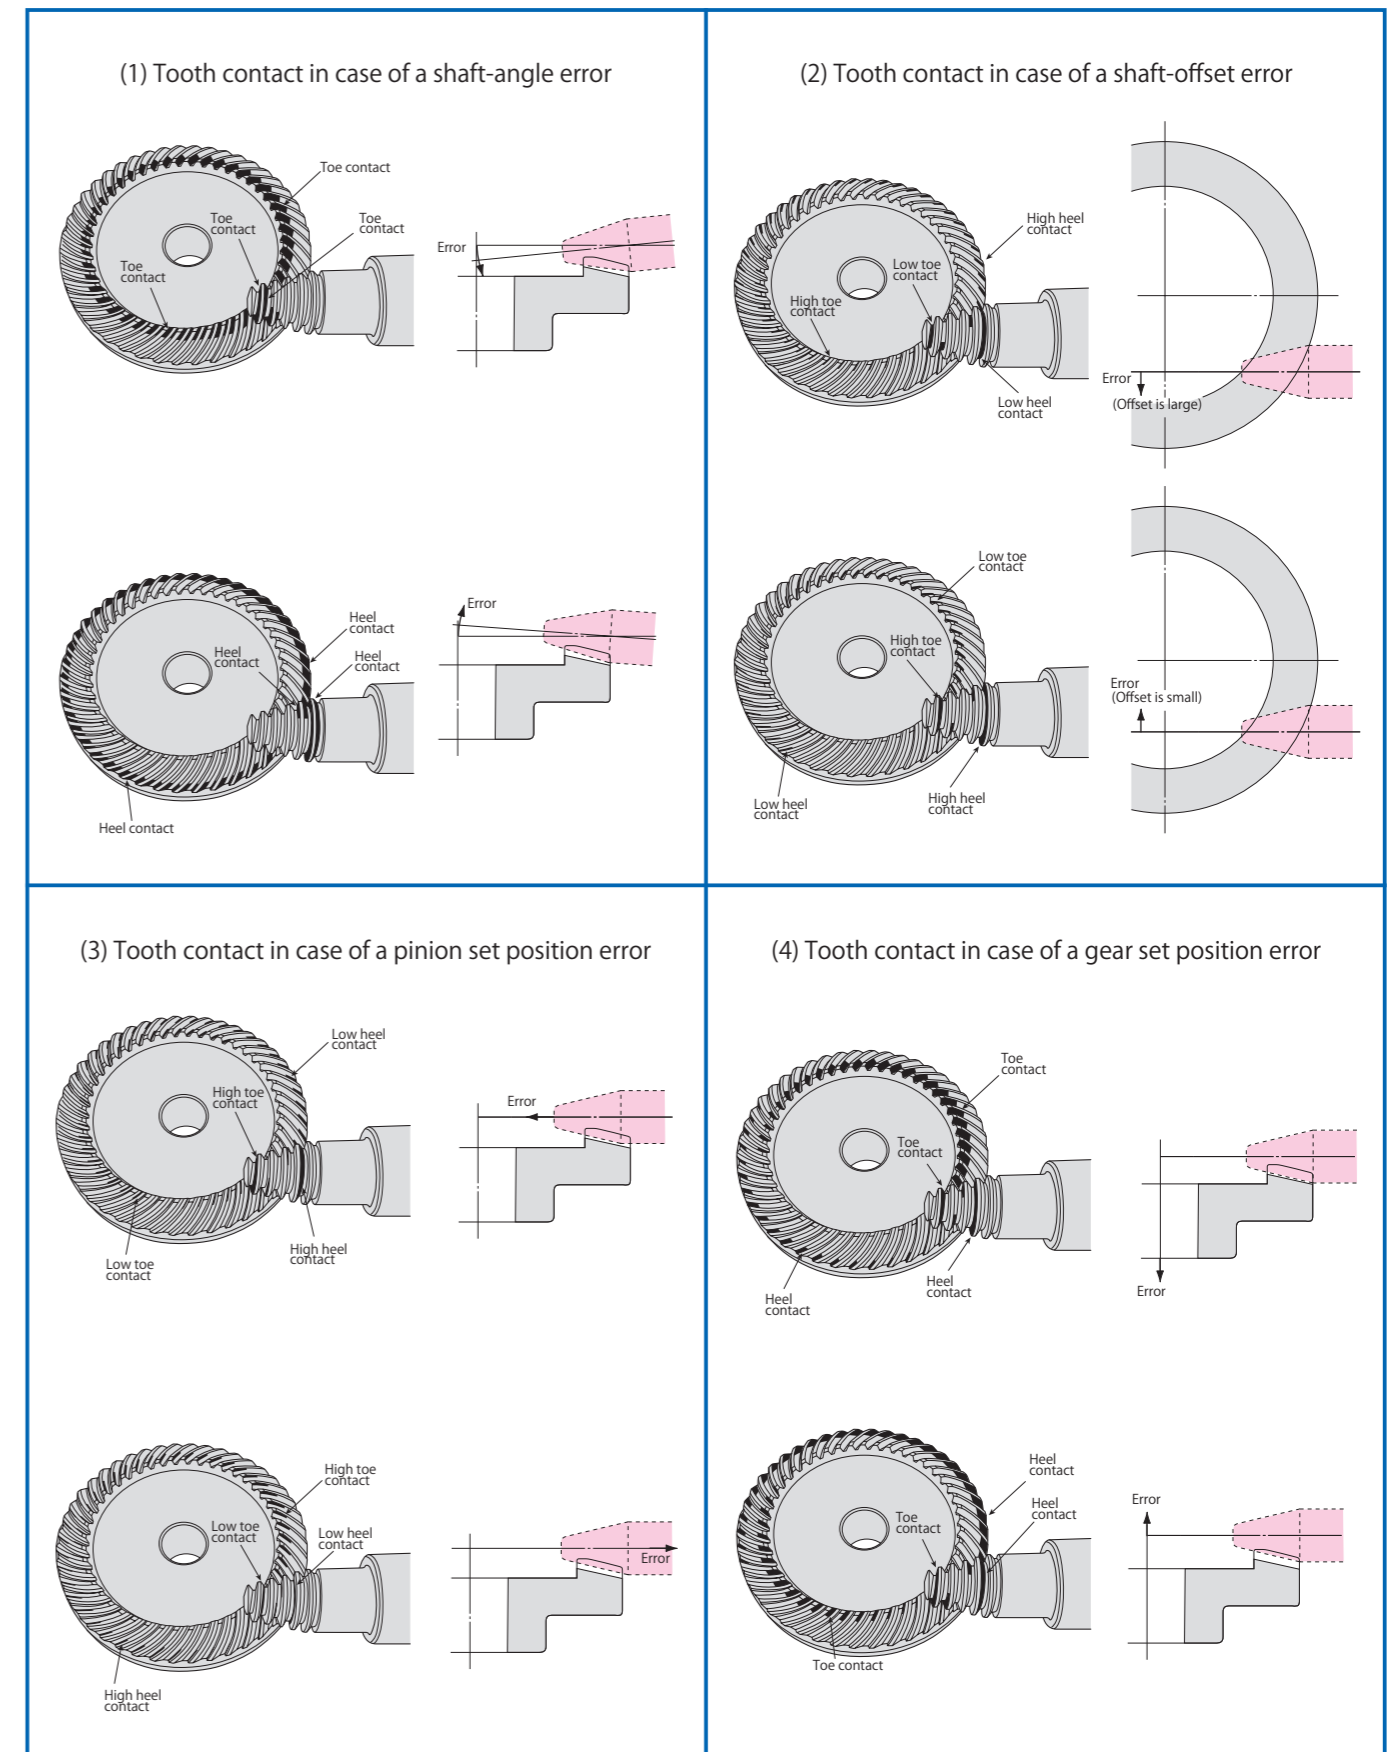 (1) Tooth contact in case of a shaft-angle error
Toe contact
Toe
contact
Toe
contact
Toe
contact
Error
Heel
contact
Heel
contact
Heel
contact
Heel contact
Error
(2) Tooth contact in case of a shaft-offset error
High heel
contact
Low toe
contact
High toe
contact
Low heel
contact
Error
(Offset is large)
Low toe
contact
High toe
contact
Low heel
contact
High heel
contact
Error
(Offset is small)
(3) Tooth contact in case of a pinion set position error
Low heel
contact
High toe
contact
Low toe
contact
High heel
contact
Error
High toe
contact
Low toe
contact
Low heel
contact
High heel
contact
Error
(4) Tooth contact in case of a gear set position error
Toe
contact
Toe
contact
Heel
contact
Heel
contact
Error
Heel
contact
Heel
contact
Toe
contact
Toe contact
Error